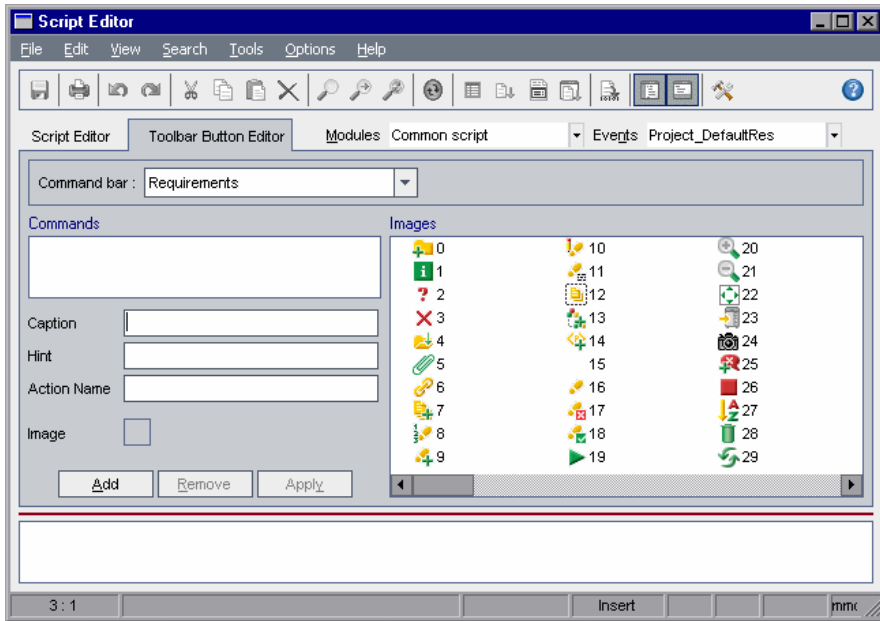 Script Editor
File Edit View Search Tools Options Help
Script Editor Toolbar Button Editor Modules Common script Events Project_DefaultRes
Command bar : Requirements
Commands Images
0 10 20
1 11 21
2 12 22
Caption 3 13 23
4 14 24
Hint 5 15 25
Action Name 6 16 26
7 17 27
Image 8 18 28
9 19 29
Add Remove Apply
3 : 1 Insert